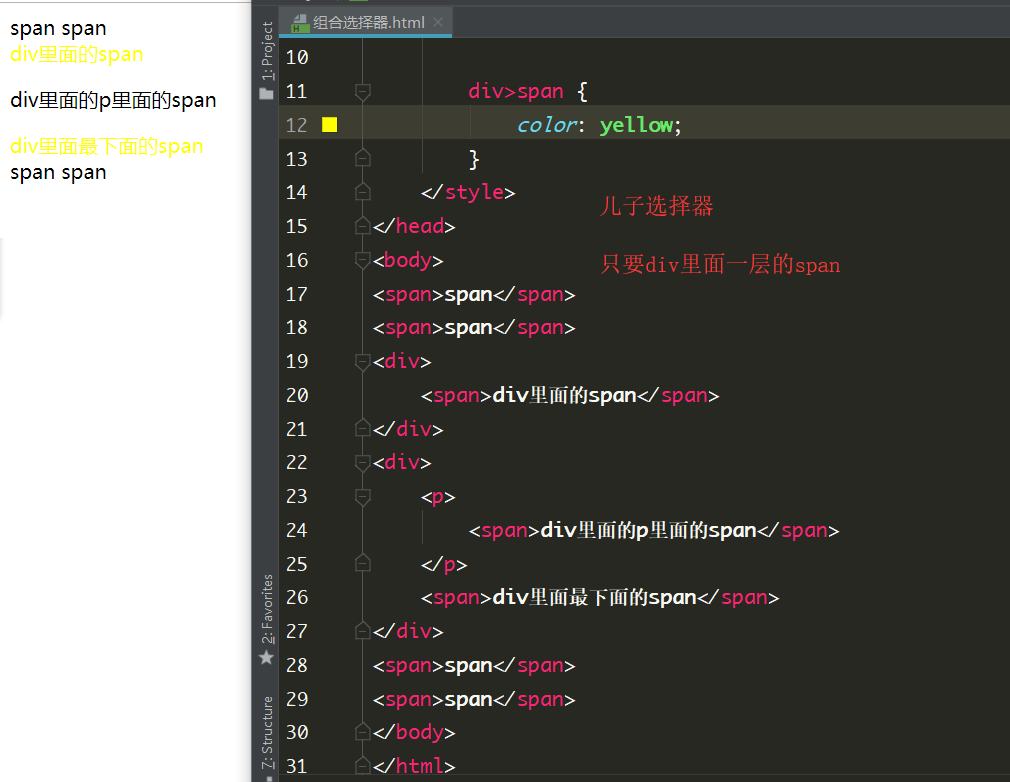 span span
div里面的span
div里面的p里面的span
div里面最下面的span
span span
1: Project
2: Favorites
7: Structure
组合选择器.html
10
11 div>span {
12 color: yellow;
13 }
14 </style>
15 </head>
16 <body>
17 <span>span</span>
18 <span>span</span>
19 <div>
20 <span>div里面的span</span>
21 </div>
22 <div>
23 <p>
24 <span>div里面的p里面的span</span>
25 </p>
26 <span>div里面最下面的span</span>
27 </div>
28 <span>span</span>
29 <span>span</span>
30 </body>
31 </html>
儿子选择器
只要div里面一层的span